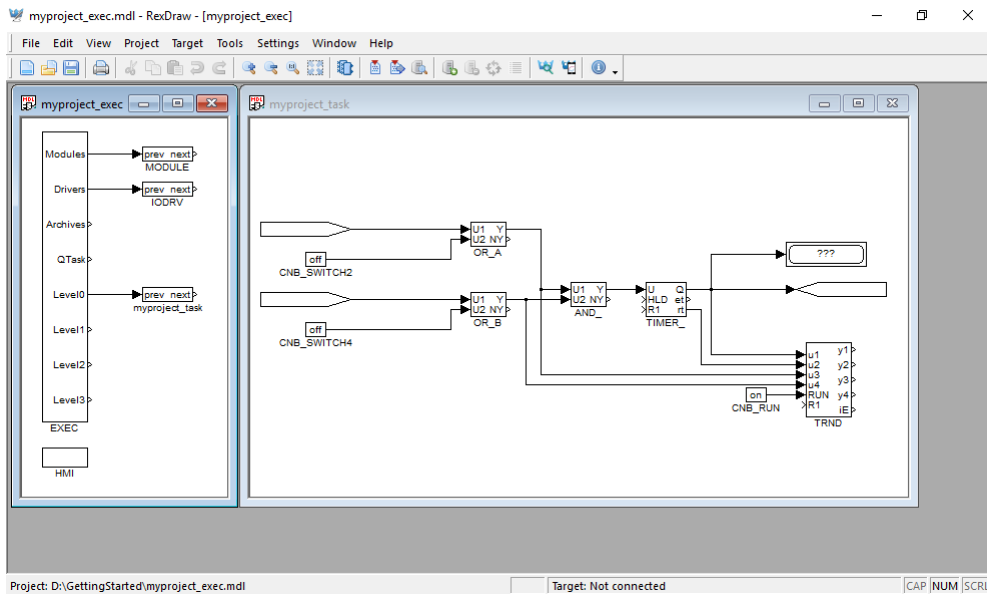 myproject_exec.mdl - RexDraw - [myproject_exec]
File Edit View Project Target Tools Settings Window Help
myproject_exec
myproject_task
Modules
prev next
MODULE
Drivers
prev next
IODRV
Archives
QTask
Level0
prev next
myproject_task
Level1
Level2
Level3
EXEC
HMI
U1 Y
U2 NY
OR_A
off
CNB_SWITCH2
U1 Y
U2 NY
OR_B
off
CNB_SWITCH4
U1 Y
U2 NY
AND_
U Q
HLD et
R1 rt
TIMER_
???
u1 y1
u2 y2
u3 y3
u4 y4
RUN
R1 iE
TRND
on
CNB_RUN
Project: D:\GettingStarted\myproject_exec.mdl
Target: Not connected
CAP NUM SCRL